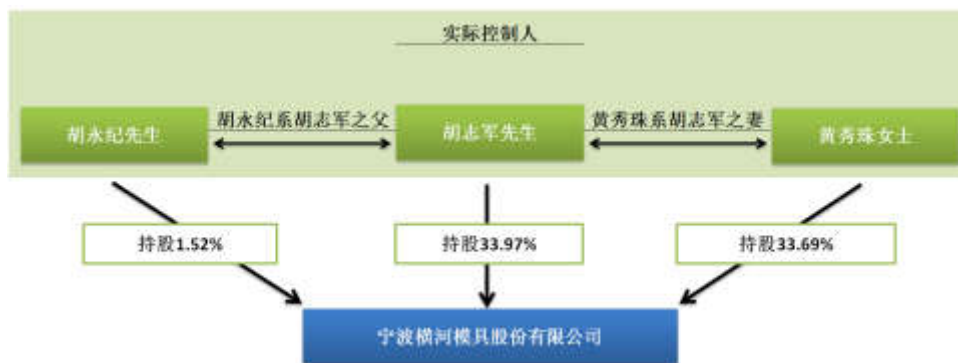 实际控制人
胡永纪先生
胡永纪系胡志军之父
胡志军先生
黄秀珠系胡志军之妻
黄秀珠女士
持股1.52%
持股33.97%
持股33.69%
宁波横河模具股份有限公司